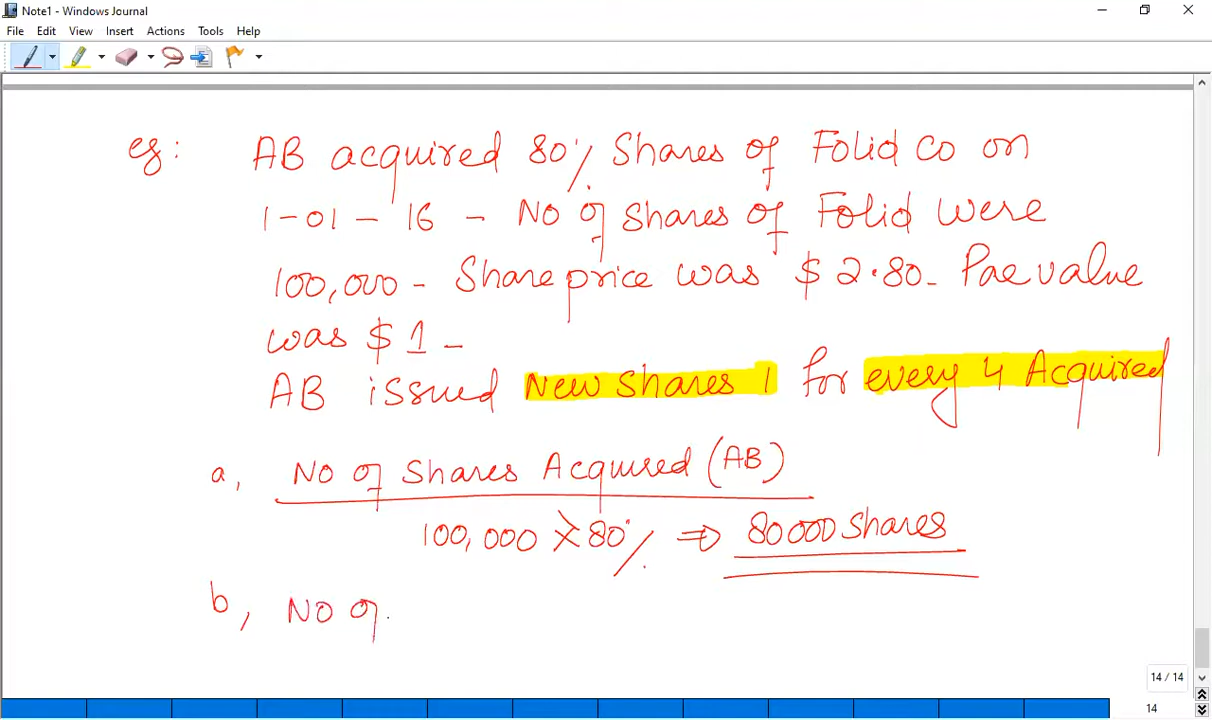 Note1 - Windows Journal
File Edit View Insert Actions Tools Help
eg: AB acquired 80% Shares of Folid Co on
1-01-16 - No of Shares of Folid were
100,000 - Share price was $2.80- Par value
was $1-
AB issued New Shares 1 for every 4 Acquired
a, No of Shares Acquired (AB)
100,000 X 80% ⇒ 80000 Shares
b, No of
14 / 14
14